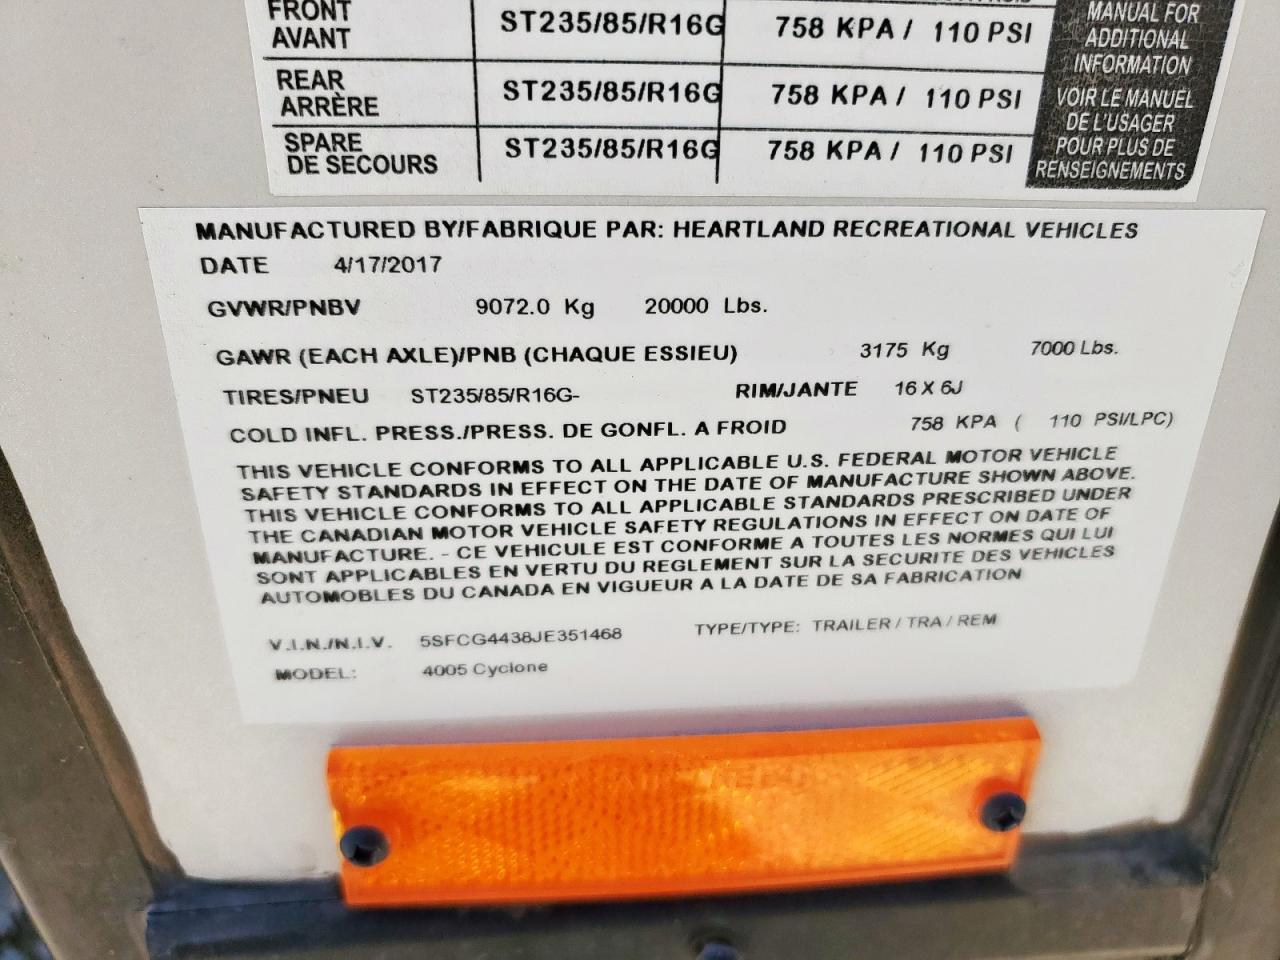 FRONT ST235/85/R16G 758 KPA / 110 PSI MANUAL FOR
AVANT ADDITIONAL
INFORMATION
REAR ST235/85/R16G 758 KPA / 110 PSI VOIR LE MANUEL
ARRÈRE DE L'USAGER
SPARE ST235/85/R16G 758 KPA / 110 PSI POUR PLUS DE
DE SECOURS RENSEIGNEMENTS
MANUFACTURED BY/FABRIQUE PAR: HEARTLAND RECREATIONAL VEHICLES
DATE 4/17/2017
GVWR/PNBV 9072.0 Kg 20000 Lbs.
GAWR (EACH AXLE)/PNB (CHAQUE ESSIEU) 3175 Kg 7000 Lbs.
TIRES/PNEU ST235/85/R16G- RIM/JANTE 16 X 6J
COLD INFL. PRESS./PRESS. DE GONFL. A FROID 758 KPA ( 110 PSI/LPC)
THIS VEHICLE CONFORMS TO ALL APPLICABLE U.S. FEDERAL MOTOR VEHICLE
SAFETY STANDARDS IN EFFECT ON THE DATE OF MANUFACTURE SHOWN ABOVE.
THIS VEHICLE CONFORMS TO ALL APPLICABLE STANDARDS PRESCRIBED UNDER
THE CANADIAN MOTOR VEHICLE SAFETY REGULATIONS IN EFFECT ON DATE OF
MANUFACTURE. - CE VEHICULE EST CONFORME A TOUTES LES NORMES QUI LUI
SONT APPLICABLES EN VERTU DU REGLEMENT SUR LA SECURITE DES VEHICLES
AUTOMOBLES DU CANADA EN VIGUEUR A LA DATE DE SA FABRICATION
V.I.N./N.I.V. 5SFCG4438JE351468 TYPE/TYPE: TRAILER / TRA / REM
MODEL: 4005 Cyclone